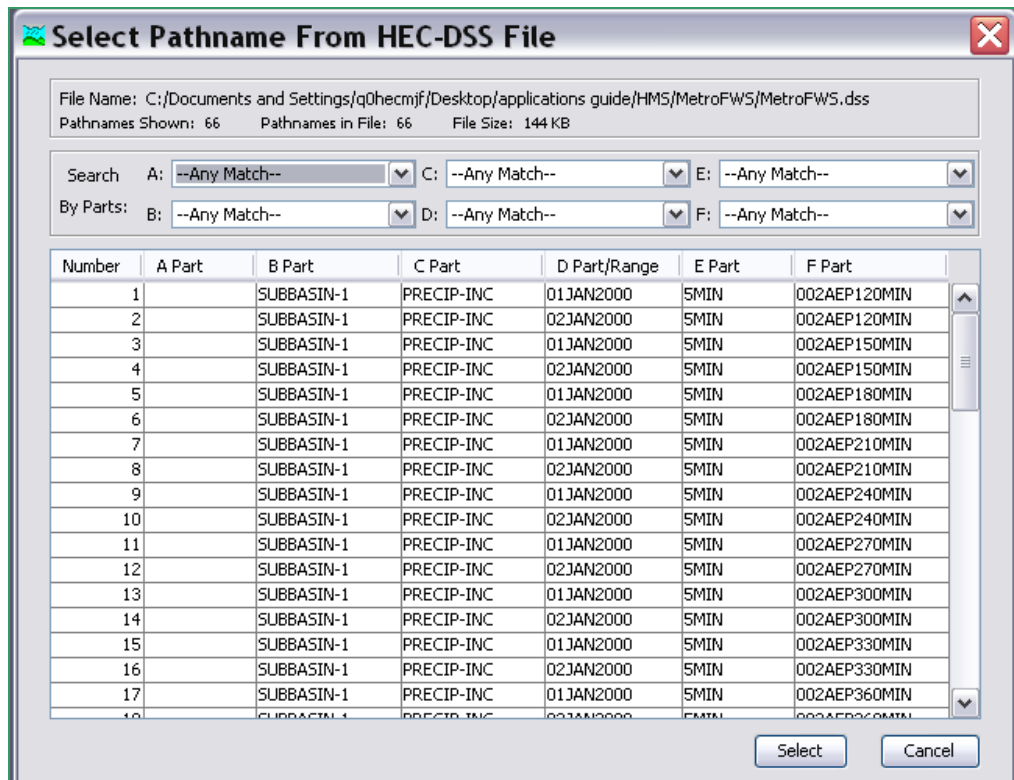 Select Pathname From HEC-DSS File
File Name: C:/Documents and Settings/q0hecmjf/Desktop/applications guide/HMS/MetroFWS/MetroFWS.dss
Pathnames Shown: 66 Pathnames in File: 66 File Size: 144 KB
Search A: --Any Match-- C: --Any Match-- E: --Any Match--
By Parts: B: --Any Match-- D: --Any Match-- F: --Any Match--
Number A Part B Part C Part D Part/Range E Part F Part
1 SUBBASIN-1 PRECIP-INC 01JAN2000 5MIN 002AEP120MIN
2 SUBBASIN-1 PRECIP-INC 02JAN2000 5MIN 002AEP120MIN
3 SUBBASIN-1 PRECIP-INC 01JAN2000 5MIN 002AEP150MIN
4 SUBBASIN-1 PRECIP-INC 02JAN2000 5MIN 002AEP150MIN
5 SUBBASIN-1 PRECIP-INC 01JAN2000 5MIN 002AEP180MIN
6 SUBBASIN-1 PRECIP-INC 02JAN2000 5MIN 002AEP180MIN
7 SUBBASIN-1 PRECIP-INC 01JAN2000 5MIN 002AEP210MIN
8 SUBBASIN-1 PRECIP-INC 02JAN2000 5MIN 002AEP210MIN
9 SUBBASIN-1 PRECIP-INC 01JAN2000 5MIN 002AEP240MIN
10 SUBBASIN-1 PRECIP-INC 02JAN2000 5MIN 002AEP240MIN
11 SUBBASIN-1 PRECIP-INC 01JAN2000 5MIN 002AEP270MIN
12 SUBBASIN-1 PRECIP-INC 02JAN2000 5MIN 002AEP270MIN
13 SUBBASIN-1 PRECIP-INC 01JAN2000 5MIN 002AEP300MIN
14 SUBBASIN-1 PRECIP-INC 02JAN2000 5MIN 002AEP300MIN
15 SUBBASIN-1 PRECIP-INC 01JAN2000 5MIN 002AEP330MIN
16 SUBBASIN-1 PRECIP-INC 02JAN2000 5MIN 002AEP330MIN
17 SUBBASIN-1 PRECIP-INC 01JAN2000 5MIN 002AEP360MIN
Select Cancel